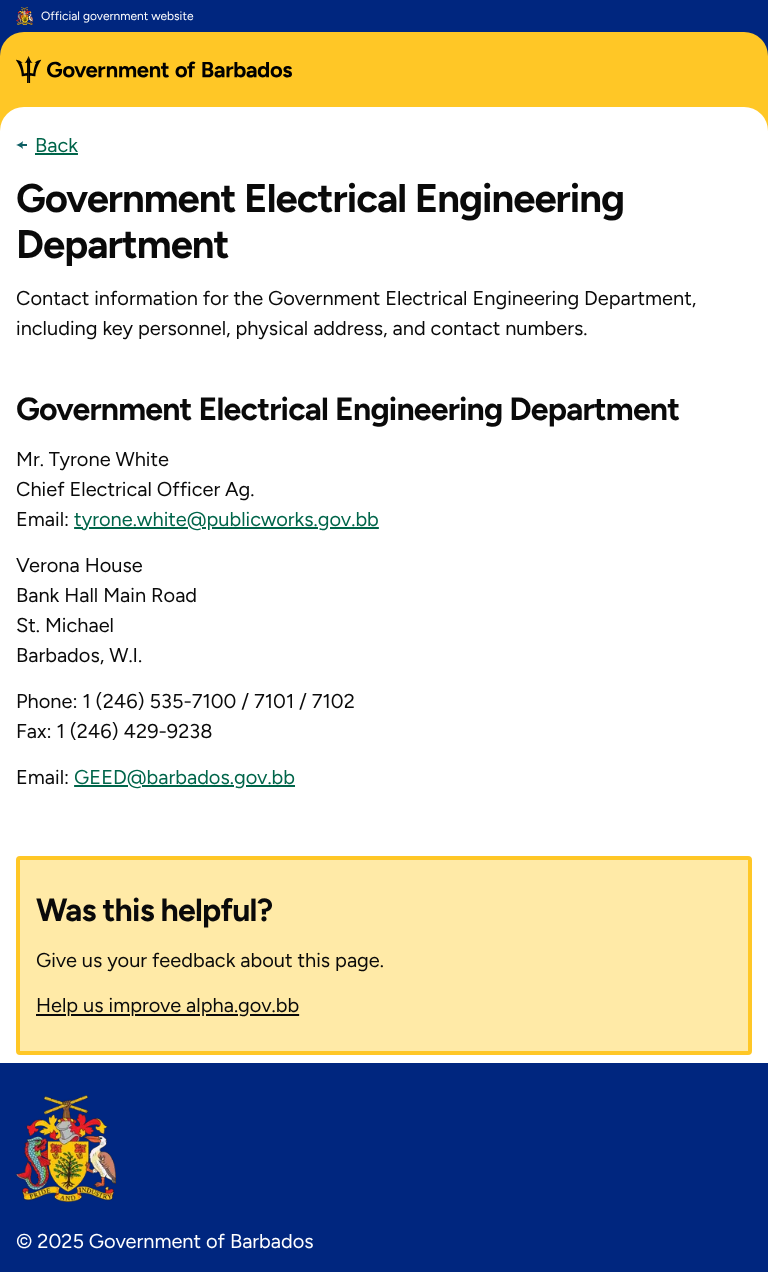 Official government website
Government of Barbados
Back
Government Electrical Engineering
Department
Contact information for the Government Electrical Engineering Department,
including key personnel, physical address, and contact numbers.
Government Electrical Engineering Department
Mr. Tyrone White
Chief Electrical Officer Ag.
Email: tyrone.white@publicworks.gov.bb
Verona House
Bank Hall Main Road
St. Michael
Barbados, W.I.
Phone: 1 (246) 535-7100 / 7101 / 7102
Fax: 1 (246) 429-9238
Email: GEED@barbados.gov.bb
Was this helpful?
Give us your feedback about this page.
Help us improve alpha.gov.bb
PRIDE AND INDUSTRY
© 2025 Government of Barbados